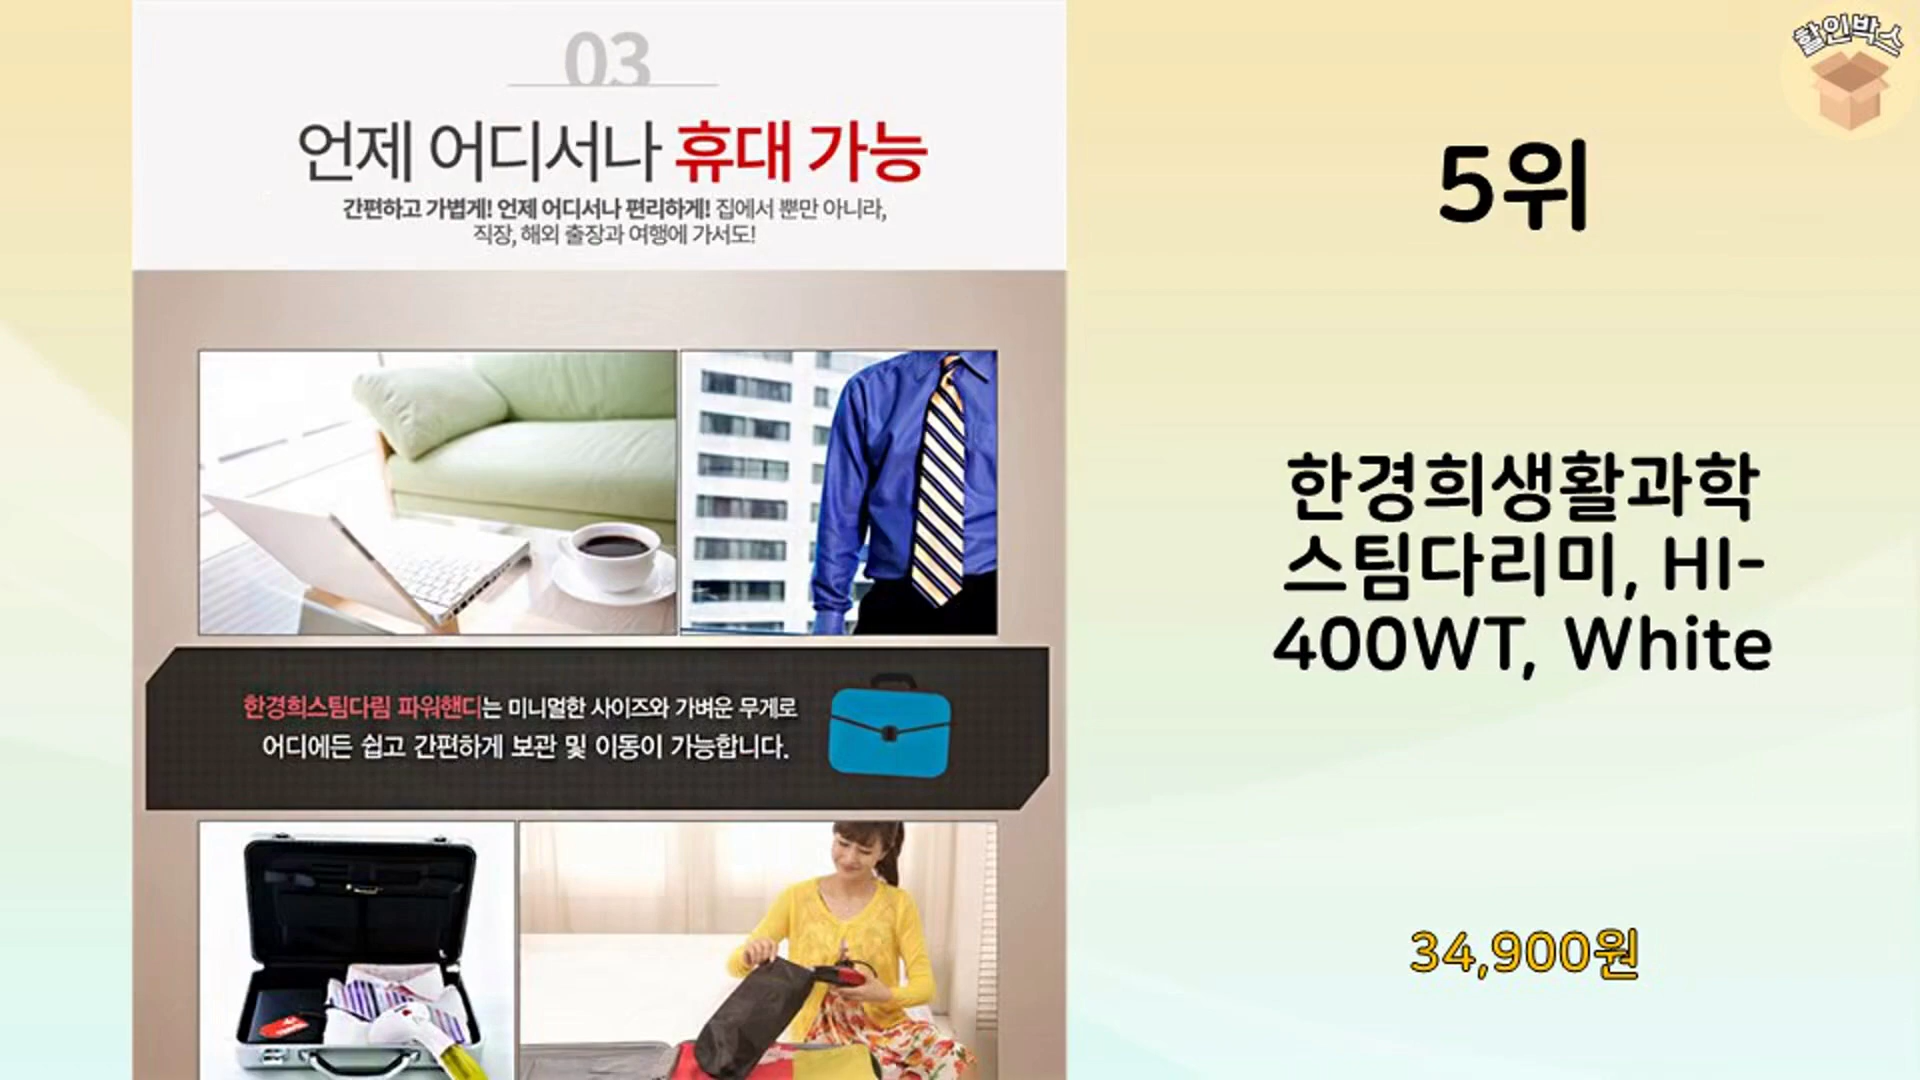 03
언제 어디서나 휴대 가능
간편하고 가볍게! 언제 어디서나 편리하게! 집에서 뿐만 아니라,
직장, 해외 출장과 여행에 가서도!
한경희스팀다림 파워핸디는 미니멀한 사이즈와 가벼운 무게로
어디에든 쉽고 간편하게 보관 및 이동이 가능합니다.
할인박스
5위
한경희생활과학
스팀다리미, HI-
400WT, White
34,900원